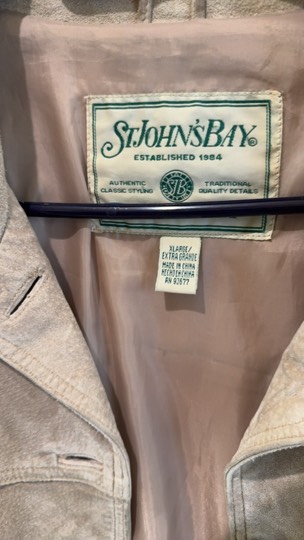 ST.JOHN'S BAY®
ESTABLISHED 1984
AUTHENTIC
CLASSIC STYLING
SJB
TRADITIONAL
QUALITY DETAILS
XLARGE/
EXTRA GRANDE
MADE IN CHINA
HECHO EN CHINA
RN 93677